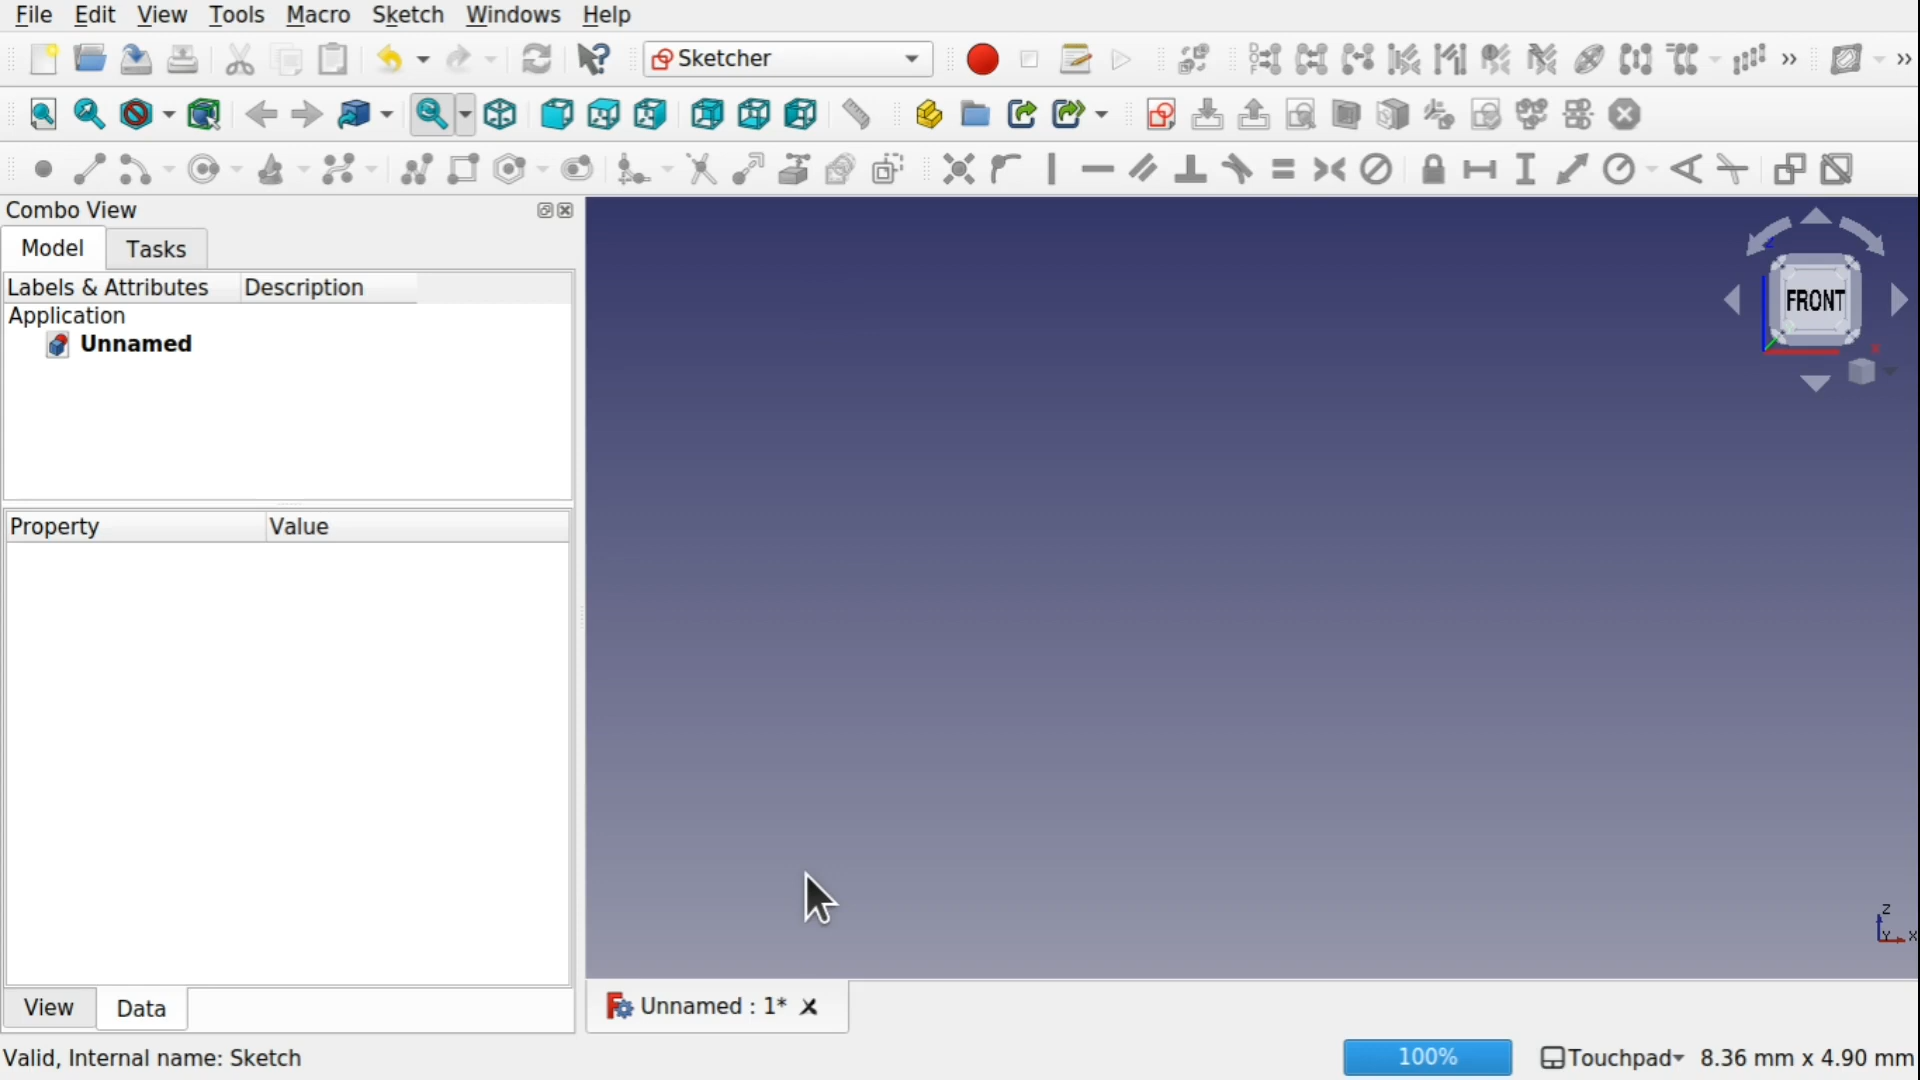 File Edit View Tools Macro Sketch Windows Help
Sketcher
Combo View
Model Tasks
Labels & Attributes Description
Application
Unnamed
FRONT
Property Value
Z
Y X
View Data
Unnamed : 1*
Valid, Internal name: Sketch
100% Touchpad 8.36 mm x 4.90 mm